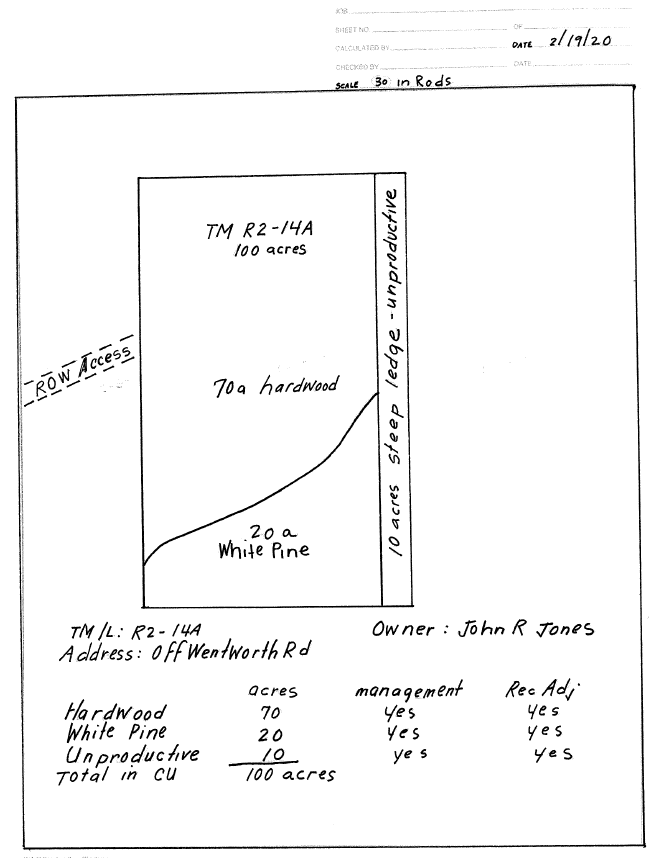 JOB
SHEET NO. OF
CALCULATED BY DATE 2/19/20
CHECKED BY DATE
SCALE 30 in Rods
TM R2-14A
100 acres
10 acres steep ledge - unproductive
ROW Access
70a hardwood
20 a
White Pine
TM/L: R2-14A Owner: John R Jones
Address: Off Wentworth Rd
acres management Rec Adj
Hardwood 70 yes yes
White Pine 20 yes yes
Unproductive 10 yes yes
Total in CU 100 acres